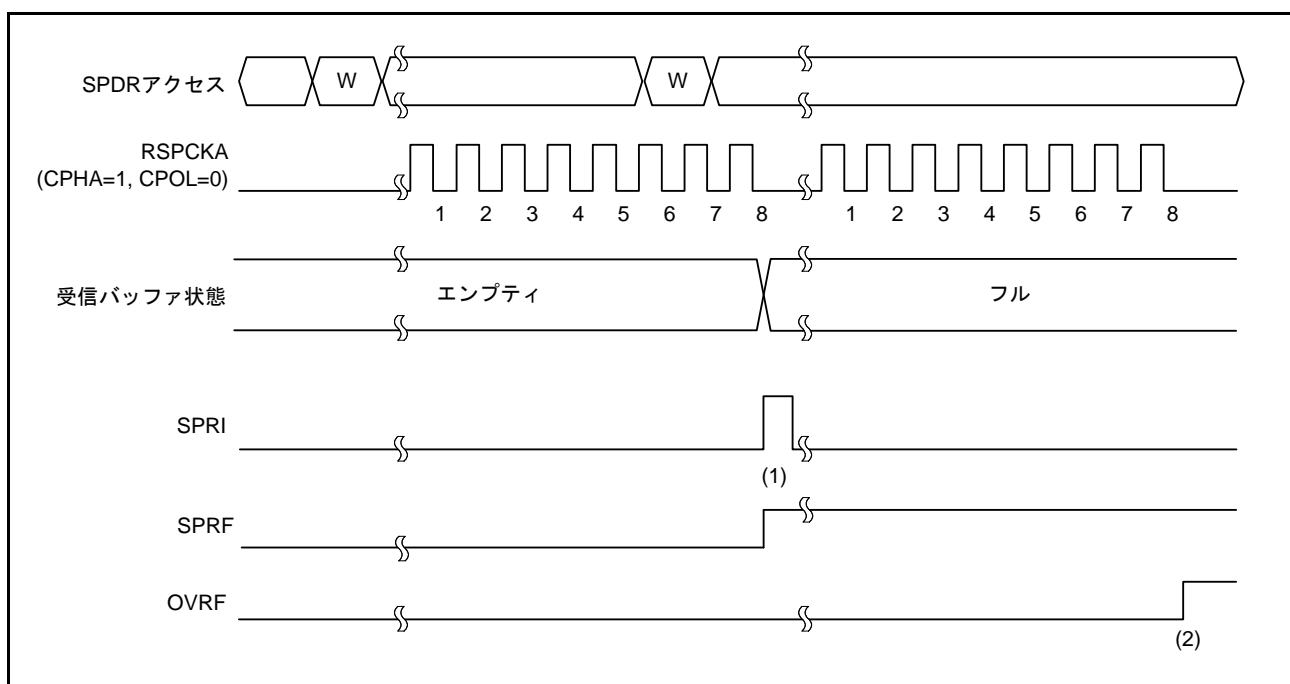 SPDRアクセス
W
W
RSPCKA
(CPHA=1, CPOL=0)
1 2 3 4 5 6 7 8 1 2 3 4 5 6 7 8
受信バッファ状態
エンプティ
フル
SPRI
(1)
SPRF
OVRF
(2)